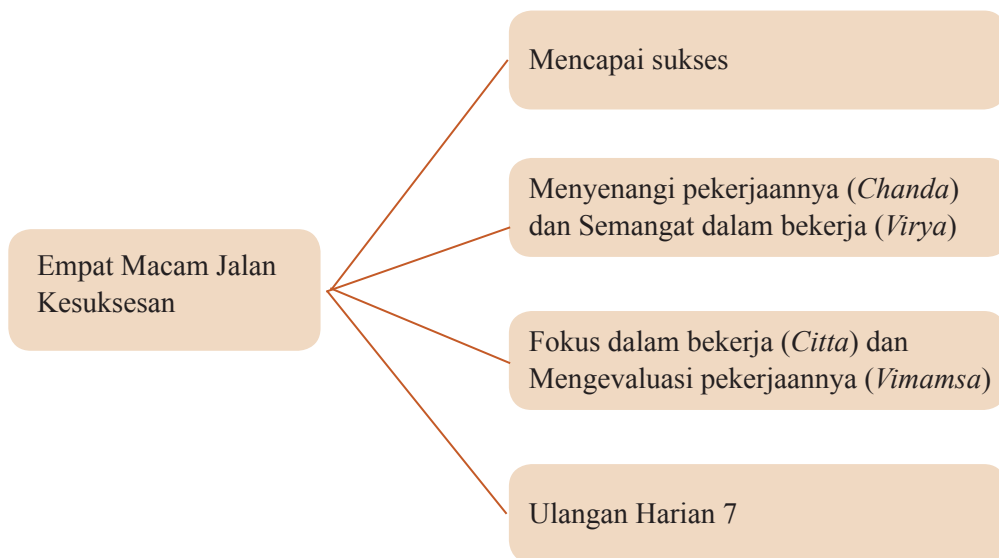 Empat Macam Jalan
Kesuksesan
Mencapai sukses
Menyenangi pekerjaannya (Chanda)
dan Semangat dalam bekerja (Virya)
Fokus dalam bekerja (Citta) dan
Mengevaluasi pekerjaannya (Vimamsa)
Ulangan Harian 7